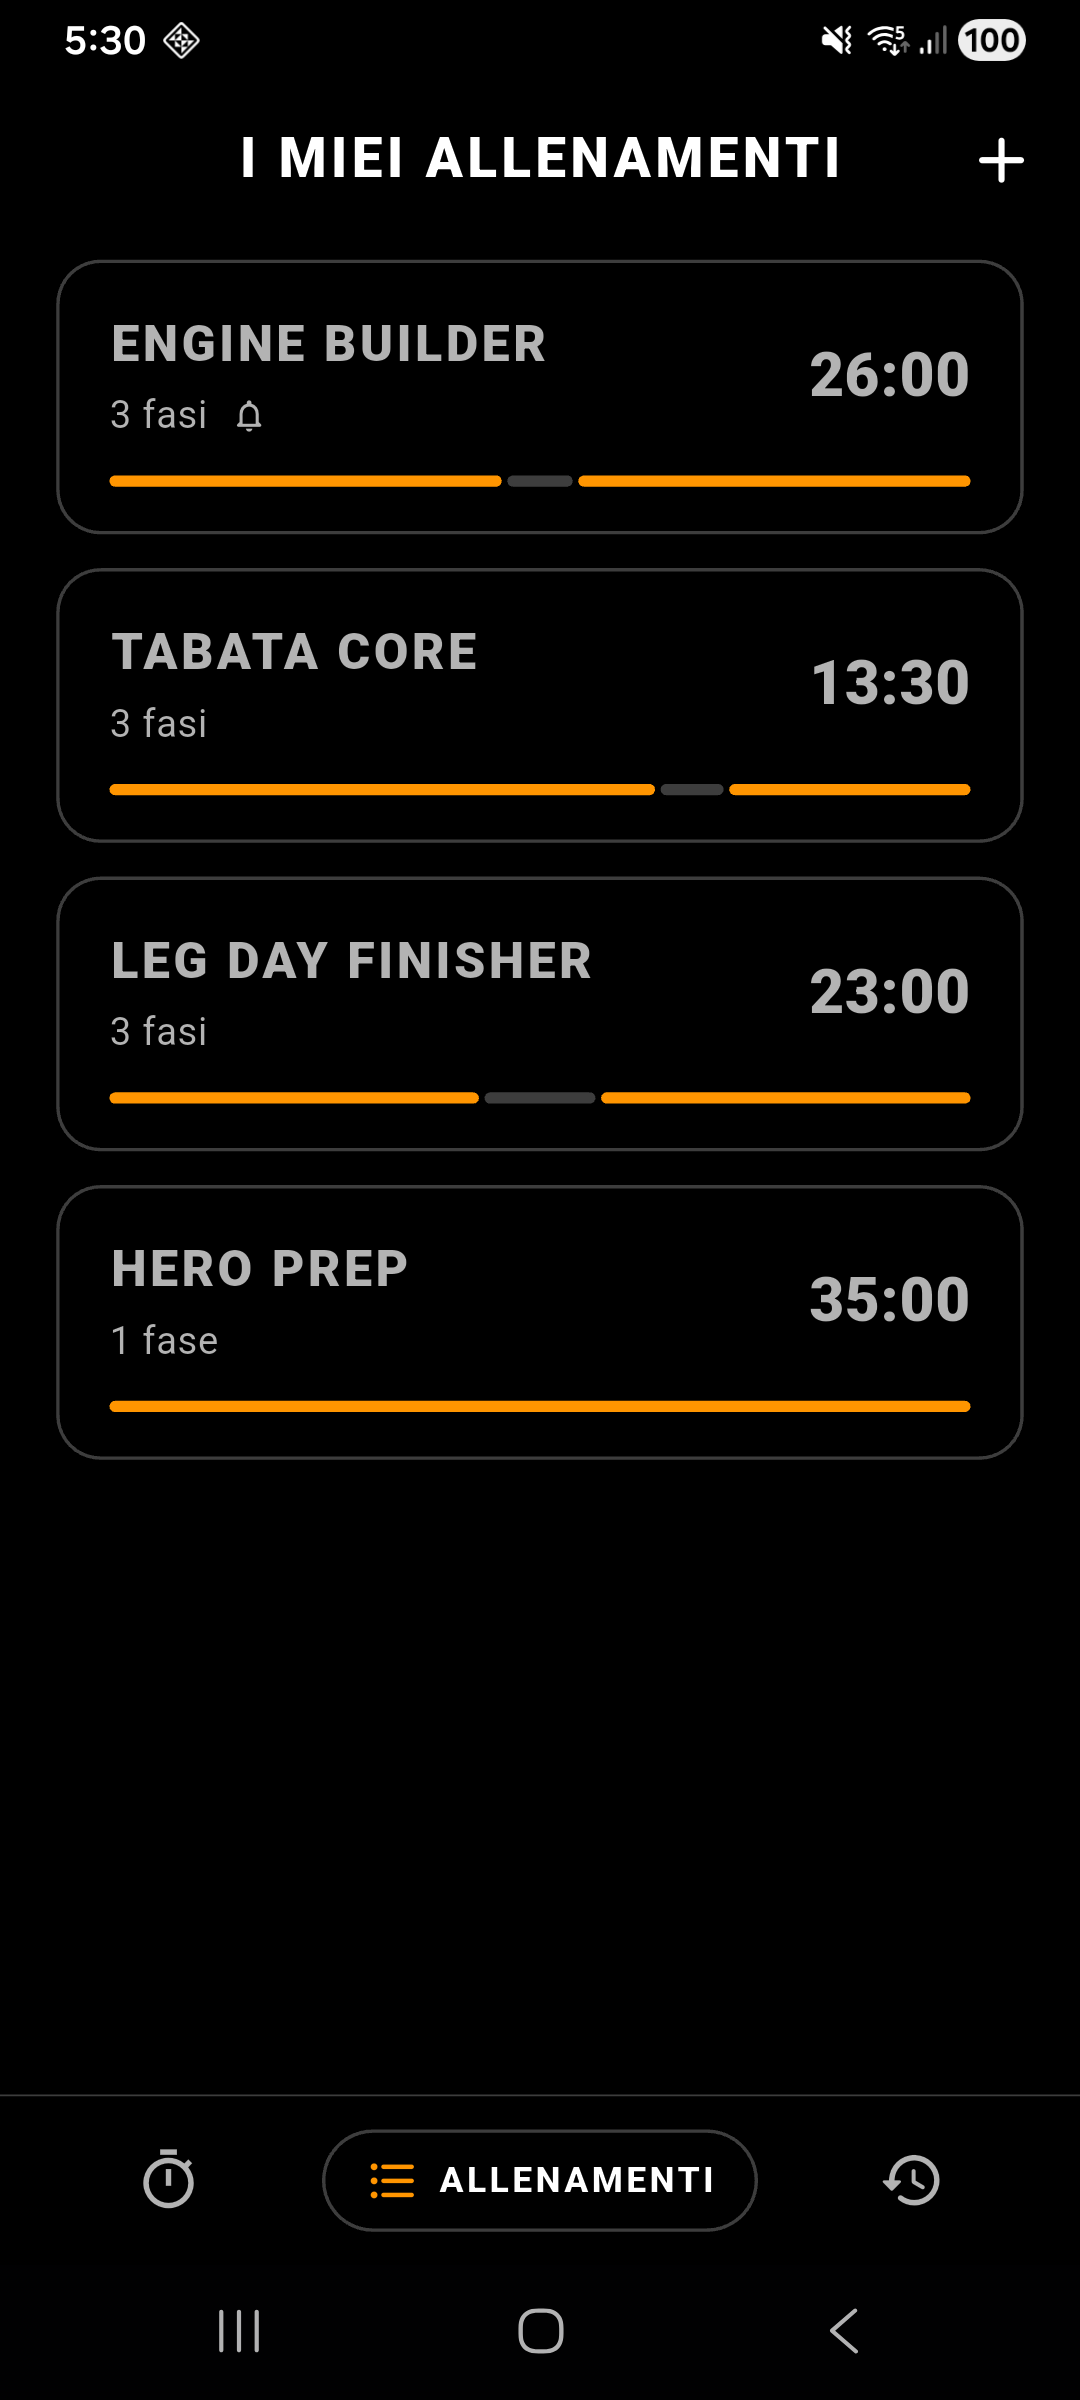 5:30
5
100
I MIEI ALLENAMENTI
ENGINE BUILDER
3 fasi
26:00
TABATA CORE
3 fasi
13:30
LEG DAY FINISHER
3 fasi
23:00
HERO PREP
1 fase
35:00
ALLENAMENTI